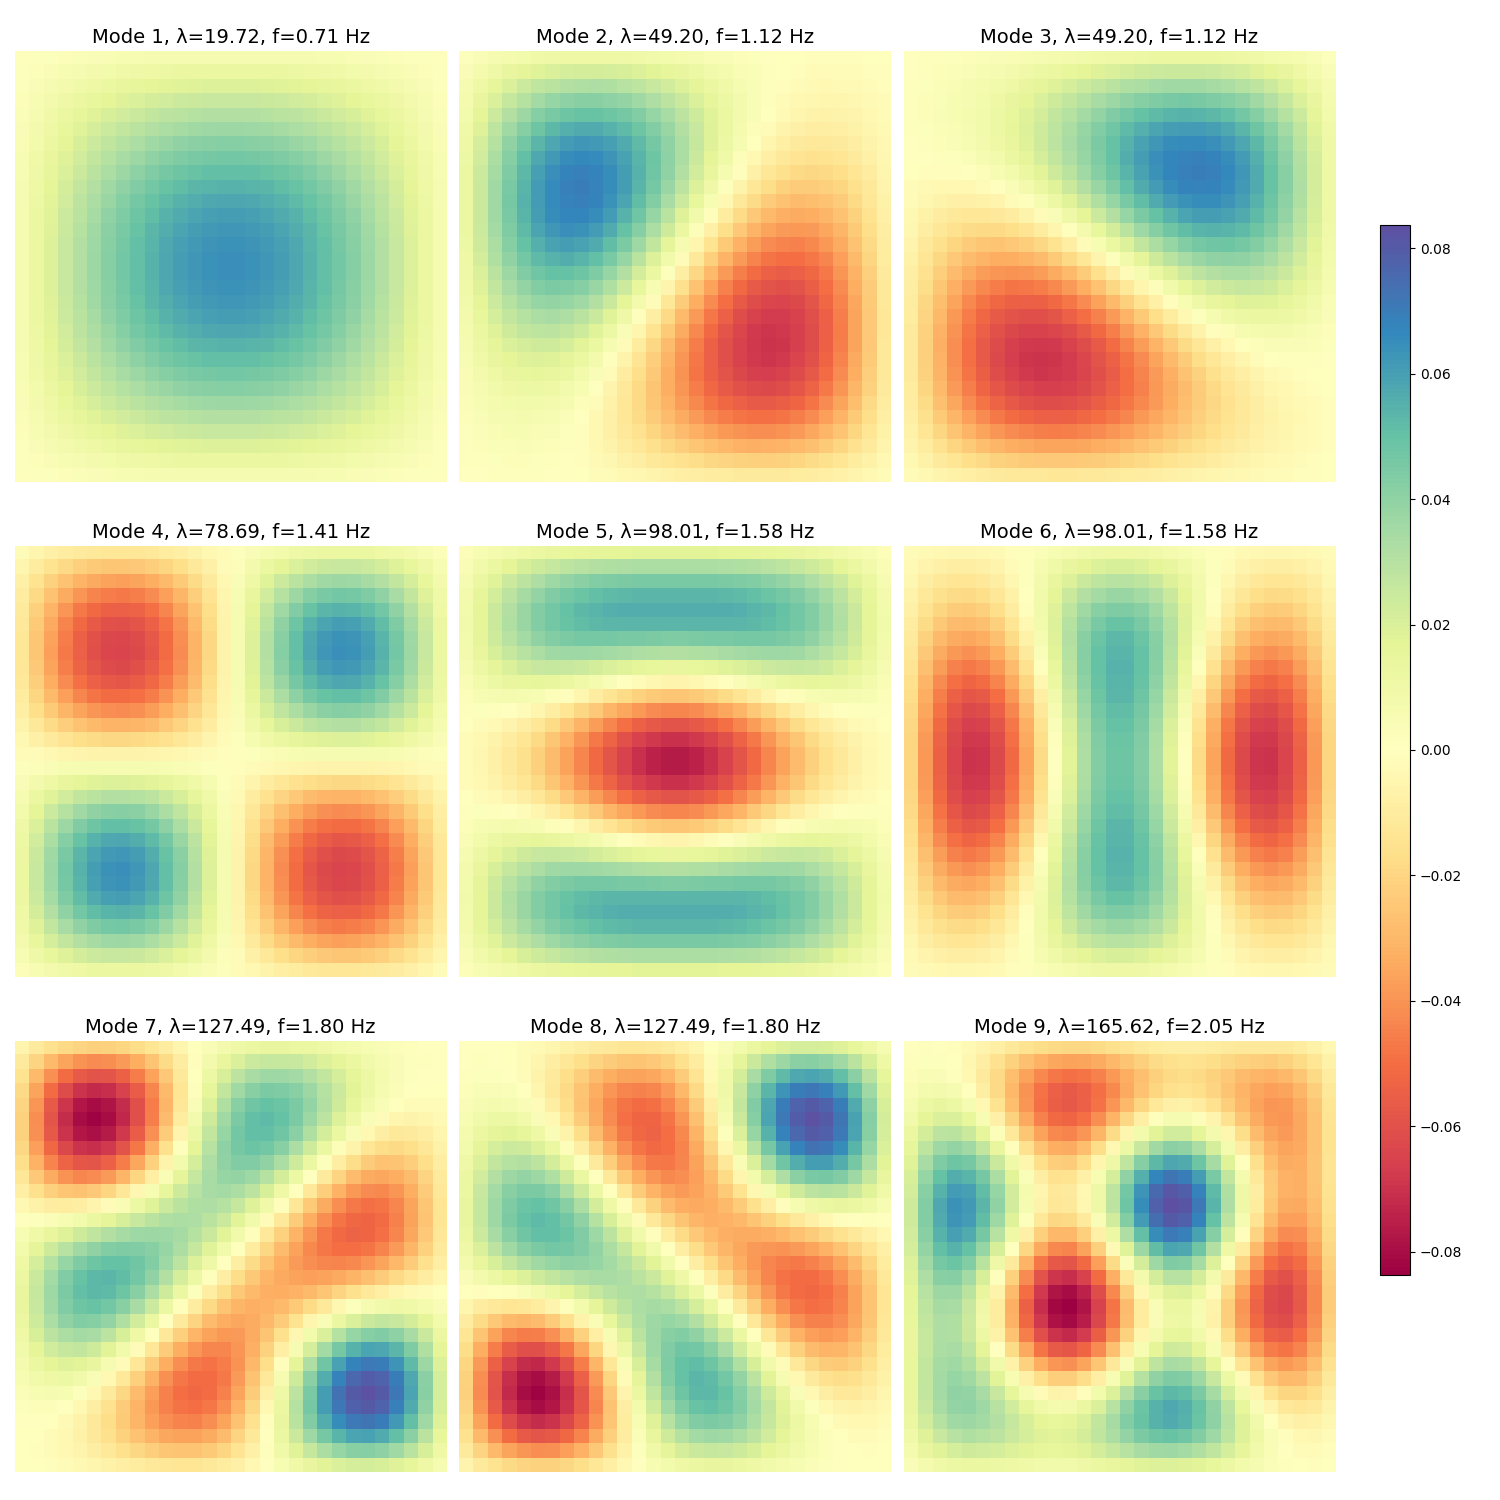 Mode 1, λ=19.72, f=0.71 Hz
Mode 2, λ=49.20, f=1.12 Hz
Mode 3, λ=49.20, f=1.12 Hz
Mode 4, λ=78.69, f=1.41 Hz
Mode 5, λ=98.01, f=1.58 Hz
Mode 6, λ=98.01, f=1.58 Hz
Mode 7, λ=127.49, f=1.80 Hz
Mode 8, λ=127.49, f=1.80 Hz
Mode 9, λ=165.62, f=2.05 Hz
0.08
0.06
0.04
0.02
0.00
−0.02
−0.04
−0.06
−0.08